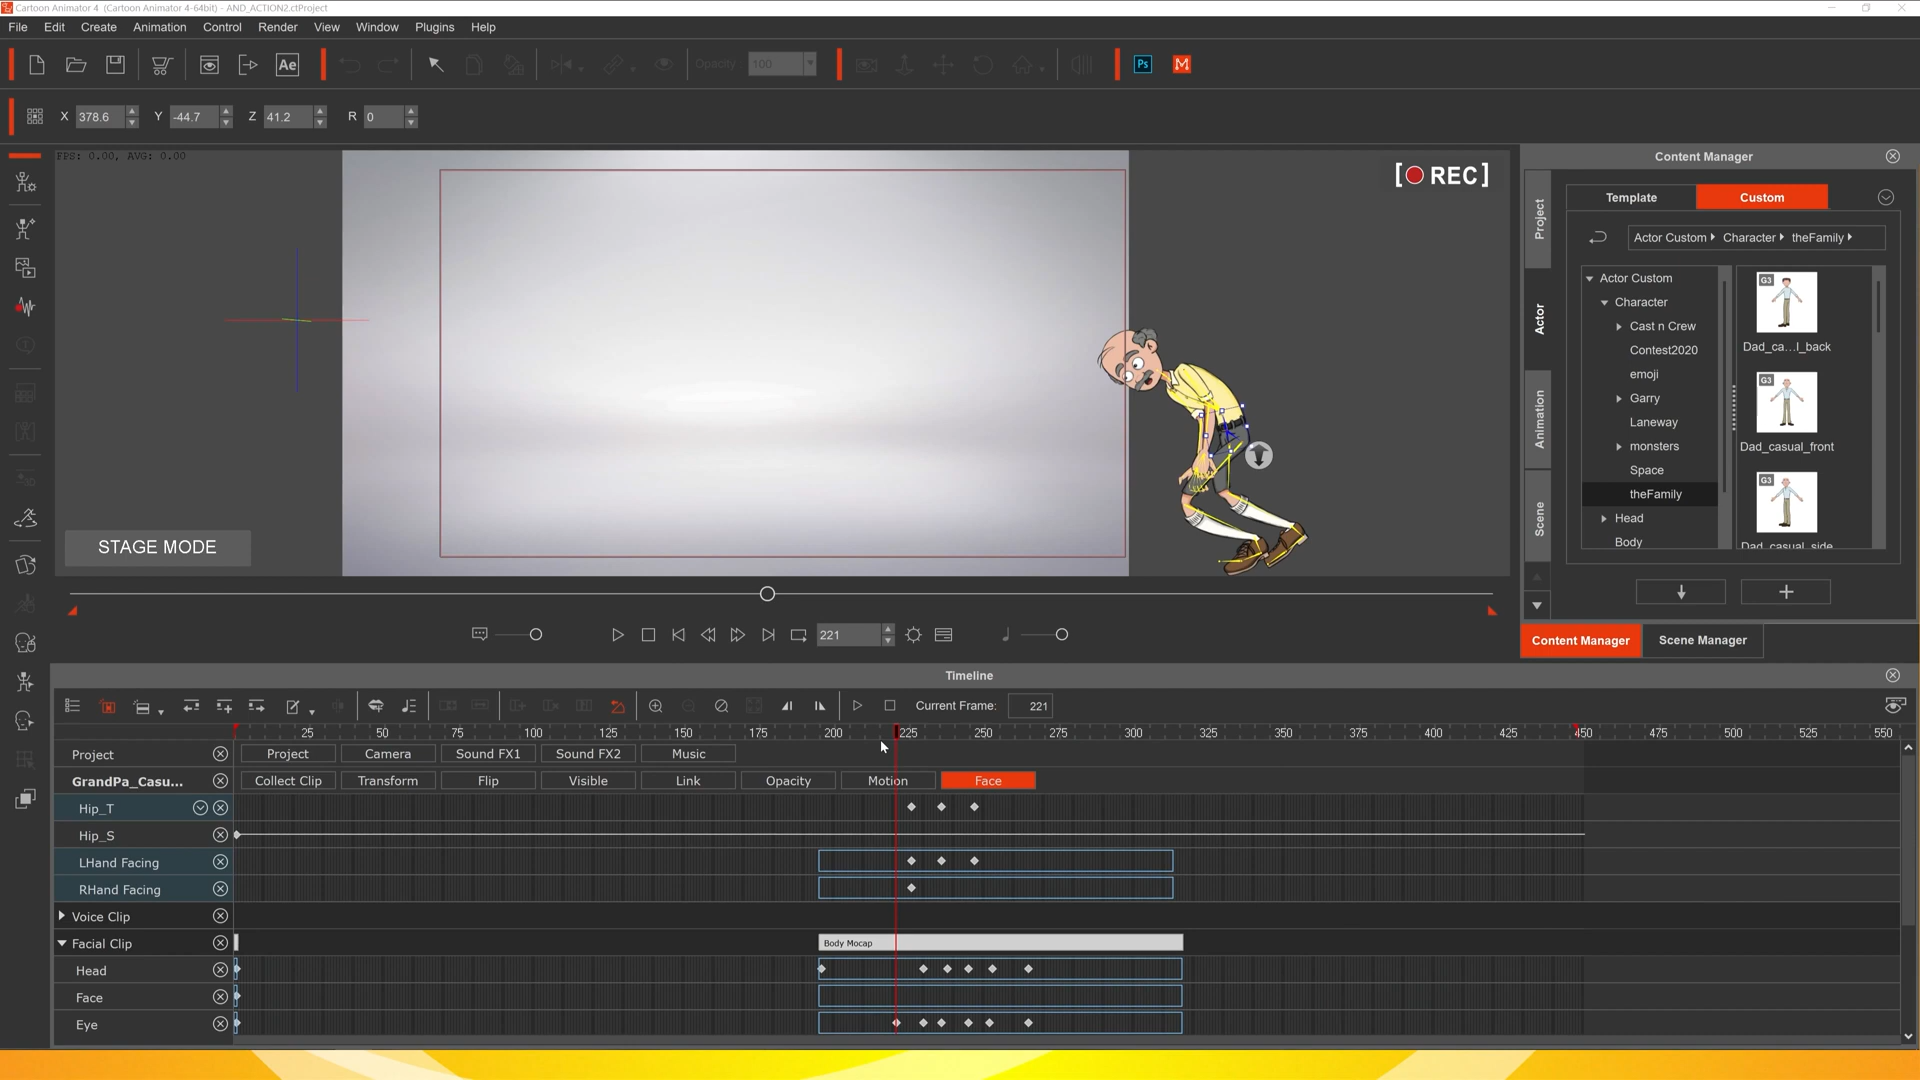 Cartoon Animator 4 (Cartoon Animator 4-64bit) - AND_ACTION2.ctProject
File Edit Create Animation Control Render View Window Plugins Help
Ae Opacity 100 Ps M
X 378.6 Y -44.7 Z 41.2 R 0
FPS: 0.00, AVG: 0.00
[ REC]
STAGE MODE
Content Manager
Template Custom
Project
Actor
Animation
Scene
Actor Custom Character theFamily
Actor Custom
Character
Cast n Crew
Contest2020
emoji
Garry
Laneway
monsters
Space
theFamily
Head
Body
G3
Dad_ca...l_back
G3
Dad_casual_front
G3
Dad_casual_side
Content Manager Scene Manager
221
Timeline
Current Frame: 221
25 50 75 100 125 150 175 200 225 250 275 300 325 350 375 400 425 450 475 500 525 550
Project Project Camera Sound FX1 Sound FX2 Music
GrandPa_Casu... Collect Clip Transform Flip Visible Link Opacity Motion Face
Hip_T
Hip_S
LHand Facing
RHand Facing
Voice Clip
Facial Clip Body Mocap
Head
Face
Eye